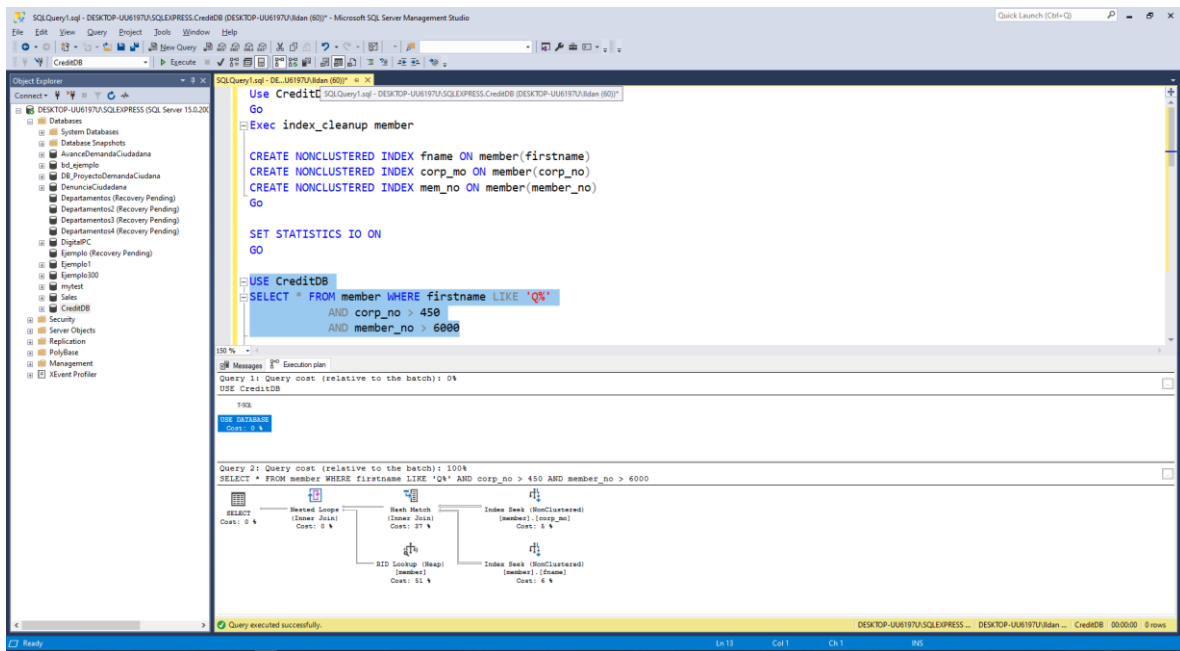 SQLQuery1.sql - DESKTOP-UU6197U\SQLEXPRESS.CreditDB (DESKTOP-UU6197U\Ildan (60))* - Microsoft SQL Server Management Studio
Quick Launch (Ctrl+Q)
File Edit View Query Project Tools Window Help
New Query
CreditDB
Execute
Object Explorer
SQLQuery1.sql - DE...U6197U\Ildan (60))*
Connect
DESKTOP-UU6197U\SQLEXPRESS (SQL Server 15.0.200
Databases
System Databases
Database Snapshots
AvanceDemandaCiudadana
bd_ejemplo
DB_ProyectoDemandaCiudana
DenunciaCiudadana
Departamentos (Recovery Pending)
Departamentos2 (Recovery Pending)
Departamentos3 (Recovery Pending)
Departamentos4 (Recovery Pending)
DigitalPC
Ejemplo (Recovery Pending)
Ejemplo1
Ejemplo300
mytest
Sales
CreditDB
Security
Server Objects
Replication
PolyBase
Management
XEvent Profiler
Use CreditD
SQLQuery1.sql - DESKTOP-UU6197U\SQLEXPRESS.CreditDB (DESKTOP-UU6197U\Ildan (60))*
Go
Exec index_cleanup member
CREATE NONCLUSTERED INDEX fname ON member(firstname)
CREATE NONCLUSTERED INDEX corp_mo ON member(corp_no)
CREATE NONCLUSTERED INDEX mem_no ON member(member_no)
Go
SET STATISTICS IO ON
GO
USE CreditDB
SELECT * FROM member WHERE firstname LIKE 'Q%'
AND corp_no > 450
AND member_no > 6000
150 %
Messages Execution plan
Query 1: Query cost (relative to the batch): 0%
USE CreditDB
T-SQL
USE DATABASE
Cost: 0 %
Query 2: Query cost (relative to the batch): 100%
SELECT * FROM member WHERE firstname LIKE 'Q%' AND corp_no > 450 AND member_no > 6000
SELECT
Cost: 0 %
Nested Loops
(Inner Join)
Cost: 0 %
Hash Match
(Inner Join)
Cost: 37 %
Index Seek (NonClustered)
[member].[corp_mo]
Cost: 5 %
RID Lookup (Heap)
[member]
Cost: 51 %
Index Seek (NonClustered)
[member].[fname]
Cost: 6 %
Query executed successfully.
DESKTOP-UU6197U\SQLEXPRESS ... DESKTOP-UU6197U\Ildan ... CreditDB 00:00:00 0 rows
Ready
Ln 13 Col 1 Ch 1 INS